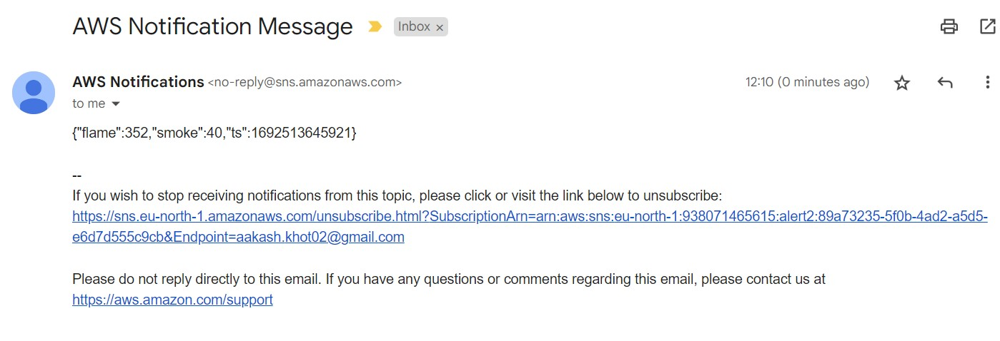 AWS Notification Message Inbox ×
AWS Notifications <no-reply@sns.amazonaws.com> 12:10 (0 minutes ago)
to me
{"flame":352,"smoke":40,"ts":1692513645921}
--
If you wish to stop receiving notifications from this topic, please click or visit the link below to unsubscribe:
https://sns.eu-north-1.amazonaws.com/unsubscribe.html?SubscriptionArn=arn:aws:sns:eu-north-1:938071465615:alert2:89a73235-5f0b-4ad2-a5d5-
e6d7d555c9cb&Endpoint=aakash.khot02@gmail.com
Please do not reply directly to this email. If you have any questions or comments regarding this email, please contact us at
https://aws.amazon.com/support